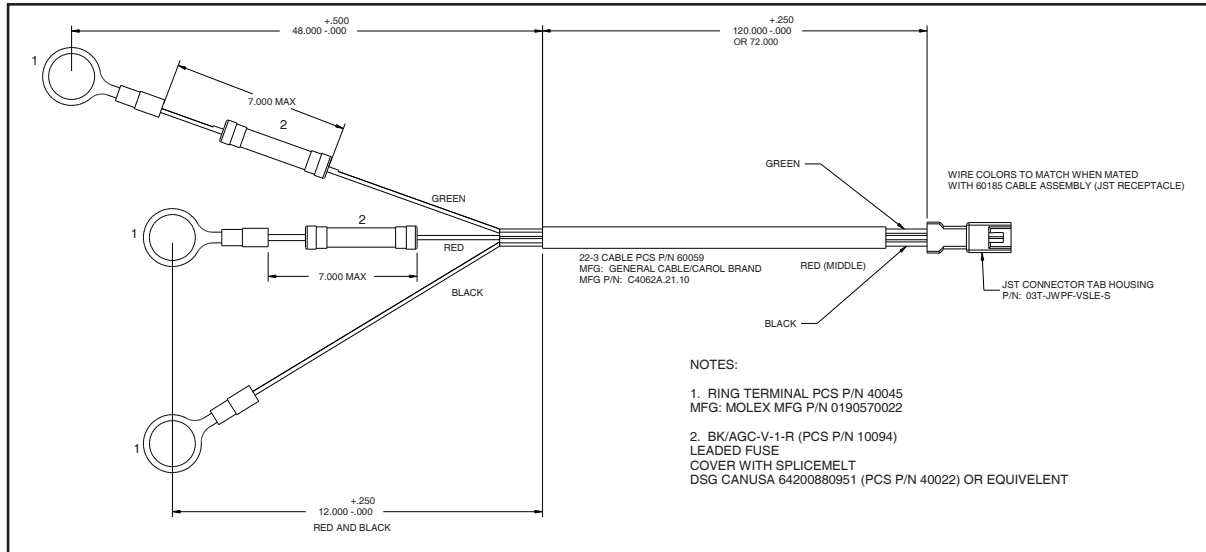 +.500
48.000 -.000
+.250
120.000 -.000
OR 72.000
1
7.000 MAX
2
GREEN
GREEN
WIRE COLORS TO MATCH WHEN MATED
WITH 60185 CABLE ASSEMBLY (JST RECEPTACLE)
1
2
RED
7.000 MAX
22-3 CABLE PCS P/N 60059
MFG: GENERAL CABLE/CAROL BRAND
MFG P/N: C4062A.21.10
RED (MIDDLE)
BLACK
JST CONNECTOR TAB HOUSING
P/N: 03T-JWPF-VSLE-S
BLACK
1
NOTES:
1. RING TERMINAL PCS P/N 40045
MFG: MOLEX MFG P/N 0190570022
2. BK/AGC-V-1-R (PCS P/N 10094)
LEADED FUSE
COVER WITH SPLICEMELT
DSG CANUSA 64200880951 (PCS P/N 40022) OR EQUIVELENT
+.250
12.000 -.000
RED AND BLACK